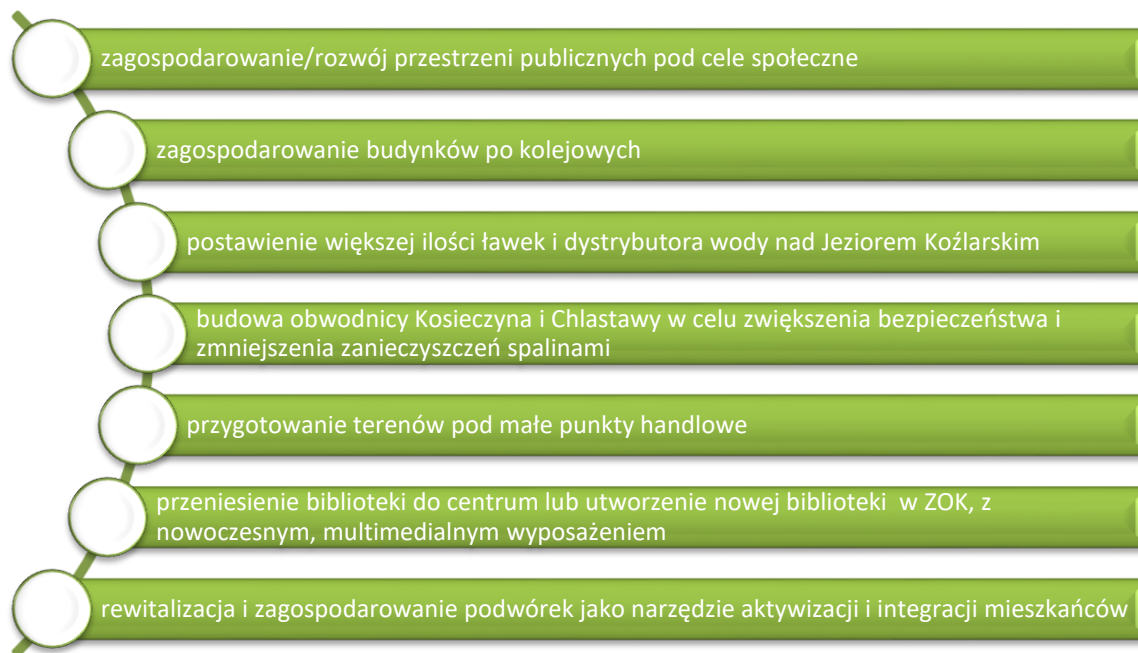 zagospodarowanie/rozwój przestrzeni publicznych pod cele społeczne
zagospodarowanie budynków po kolejowych
postawienie większej ilości ławek i dystrybutora wody nad Jeziorem Koźlarskim
budowa obwodnicy Kosieczyna i Chlastawy w celu zwiększenia bezpieczeństwa i
zmniejszenia zanieczyszczeń spalinami
przygotowanie terenów pod małe punkty handlowe
przeniesienie biblioteki do centrum lub utworzenie nowej biblioteki w ZOK, z
nowoczesnym, multimedialnym wyposażeniem
rewitalizacja i zagospodarowanie podwórek jako narzędzie aktywizacji i integracji mieszkańców